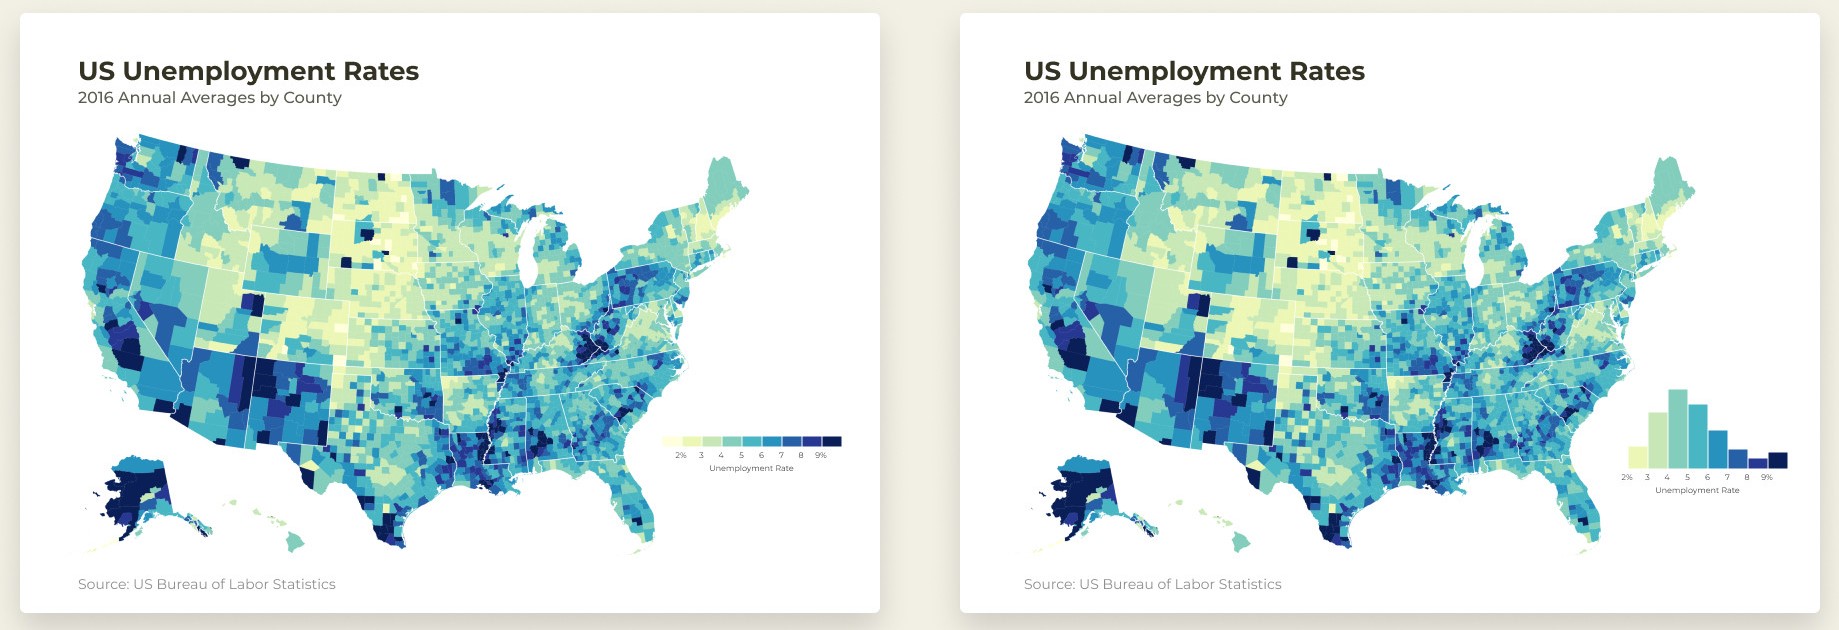 US Unemployment Rates
2016 Annual Averages by County
2% 3 4 5 6 7 8 9%
Unemployment Rate
Source: US Bureau of Labor Statistics
US Unemployment Rates
2016 Annual Averages by County
2% 3 4 5 6 7 8 9%
Unemployment Rate
Source: US Bureau of Labor Statistics